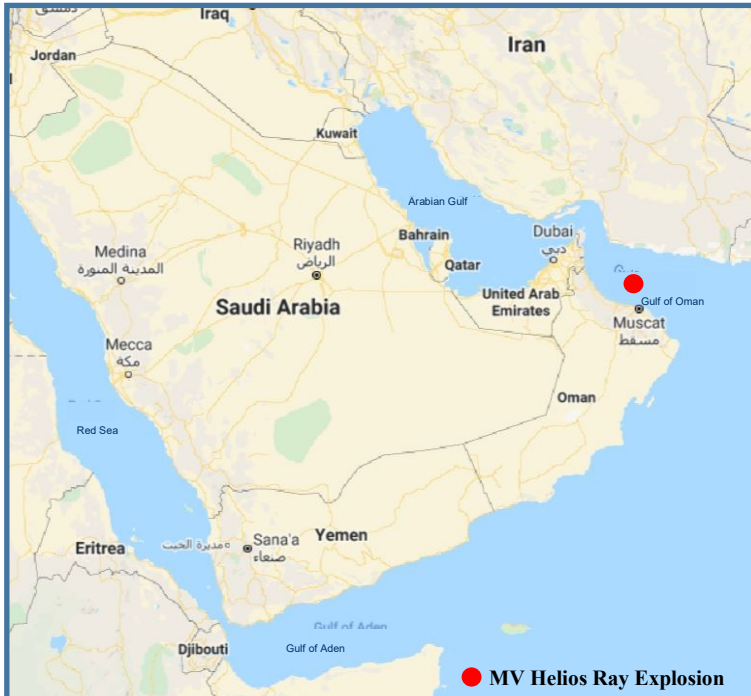 Iraq
Iran
Jordan
Kuwait
Arabian Gulf
Bahrain
Dubai
دبي
Qatar
Medina
المدينة المنورة
Riyadh
الرياض
Saudi Arabia
United Arab
Emirates
Gulf of Oman
Muscat
مسقط
Mecca
مكة
Oman
Red Sea
Sana'a
صنعاء
Yemen
مديرية الحيث
Eritrea
Gulf of Aden
Gulf of Aden
Djibouti
MV Helios Ray Explosion